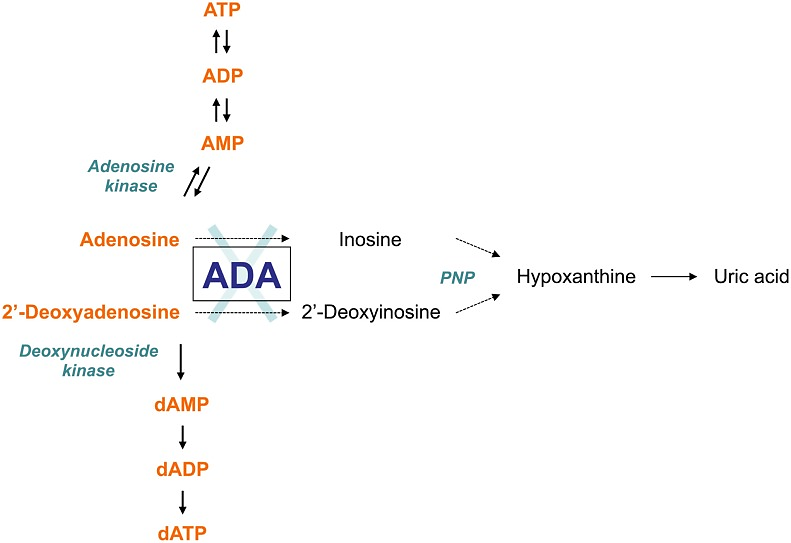 ATP
ADP
AMP
Adenosine
kinase
Adenosine
Inosine
ADA
PNP
Hypoxanthine
Uric acid
2’-Deoxyadenosine
2’-Deoxyinosine
Deoxynucleoside
kinase
dAMP
dADP
dATP